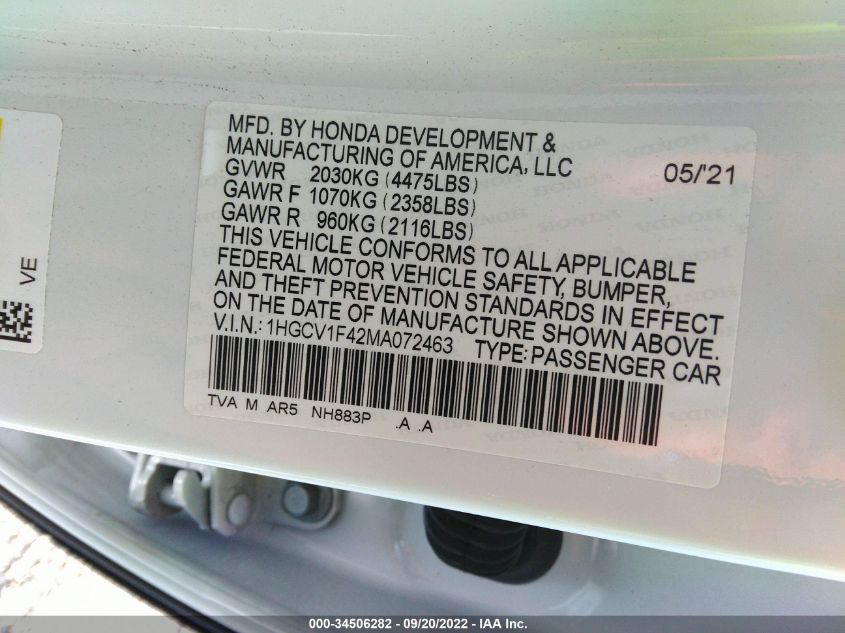 MFD. BY HONDA DEVELOPMENT &
MANUFACTURING OF AMERICA, LLC 05/'21
GVWR 2030KG (4475LBS)
GAWR F 1070KG (2358LBS)
GAWR R 960KG (2116LBS)
THIS VEHICLE CONFORMS TO ALL APPLICABLE
FEDERAL MOTOR VEHICLE SAFETY, BUMPER,
AND THEFT PREVENTION STANDARDS IN EFFECT
ON THE DATE OF MANUFACTURE SHOWN ABOVE.
V.I.N.: 1HGCV1F42MA072463 TYPE: PASSENGER CAR
TVA M AR5 NH883P .A .A
VE
000-34506282 - 09/20/2022 - IAA Inc.